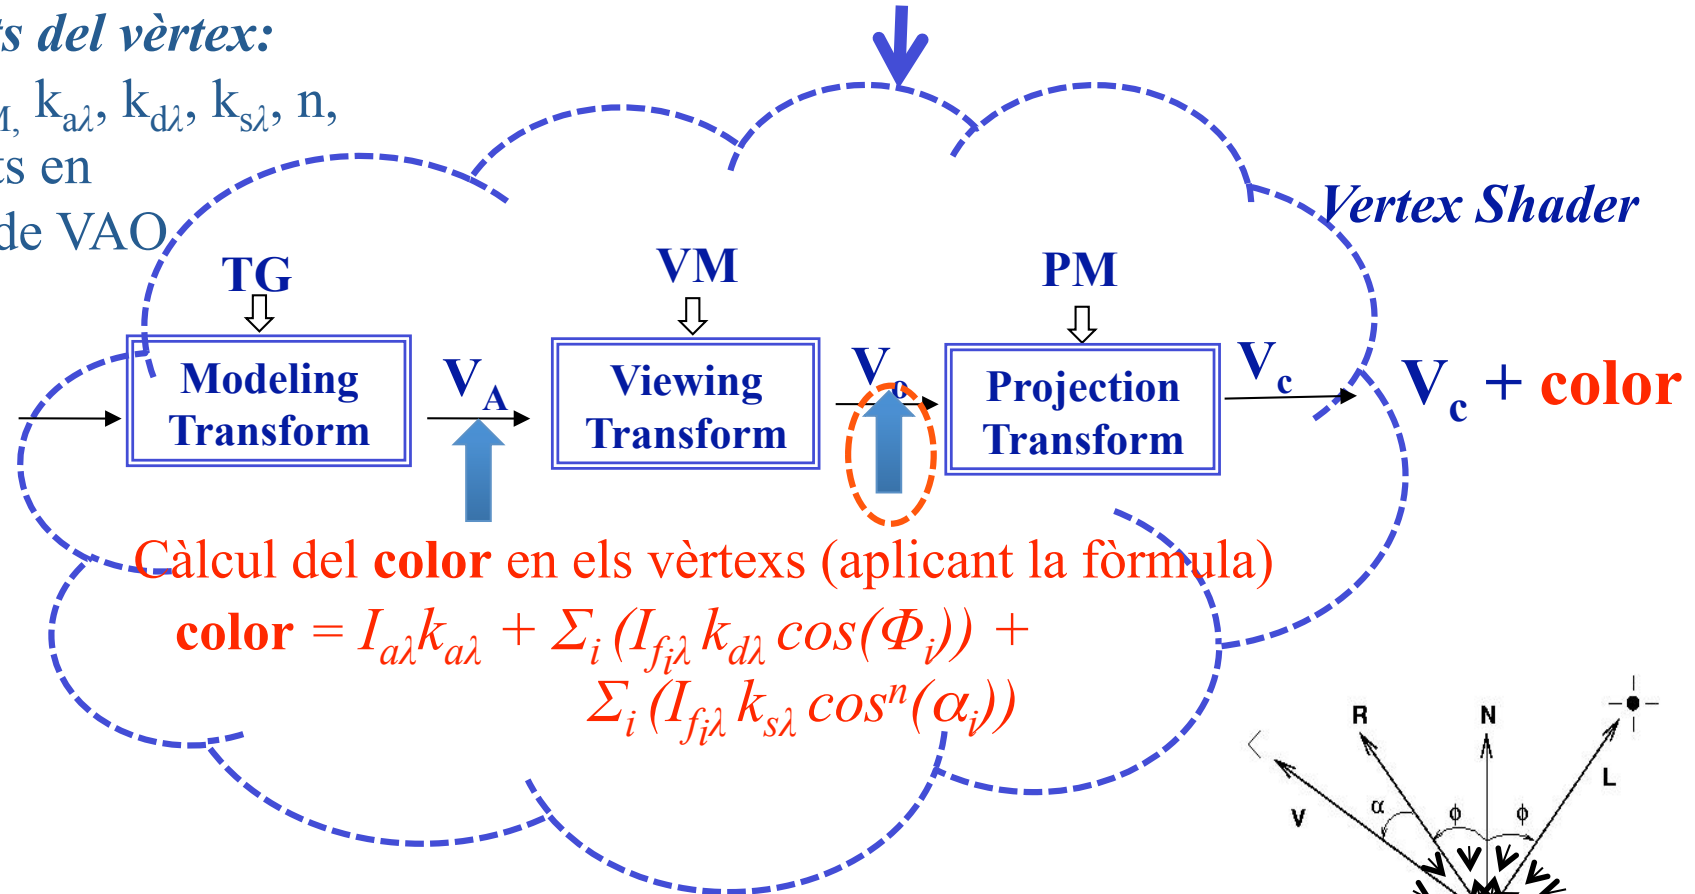 ts del vèrtex:
M, kaλ, kdλ, ksλ, n,
ts en
de VAO
Vertex Shader
TG
VM
PM
Modeling
Transform
VA
Viewing
Transform
Vo
Projection
Transform
Vc
Vc + color
Càlcul del color en els vèrtexs (aplicant la fòrmula)
color = Iaλkaλ + Σi (Ifiλ kdλ cos(Φi)) +
Σi (Ifiλ ksλ cosⁿ(αi))
R
N
L
V
α
ϕ
ϕ